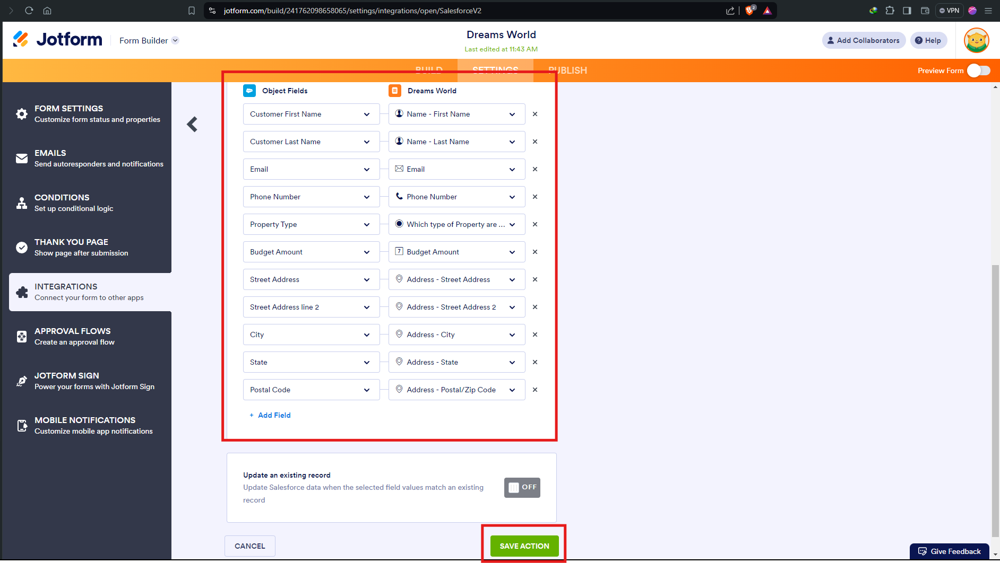 jotform.com/build/241762098658065/settings/integrations/open/SalesforceV2
2
VPN
Jotform
Form Builder
Dreams World
Last edited at 11:43 AM
Add Collaborators
Help
BUILD
SETTINGS
PUBLISH
Preview Form
FORM SETTINGS
Customize form status and properties
EMAILS
Send autoresponders and notifications
CONDITIONS
Set up conditional logic
THANK YOU PAGE
Show page after submission
INTEGRATIONS
Connect your form to other apps
APPROVAL FLOWS
Create an approval flow
JOTFORM SIGN
Power your forms with Jotform Sign
MOBILE NOTIFICATIONS
Customize mobile app notifications
Object Fields
Dreams World
Customer First Name
Name - First Name
Customer Last Name
Name - Last Name
Email
Email
Phone Number
Phone Number
Property Type
Which type of Property are ...
Budget Amount
7 Budget Amount
Street Address
Address - Street Address
Street Address line 2
Address - Street Address 2
City
Address - City
State
Address - State
Postal Code
Address - Postal/Zip Code
+ Add Field
Update an existing record
Update Salesforce data when the selected field values match an existing
record
OFF
CANCEL
SAVE ACTION
Give Feedback